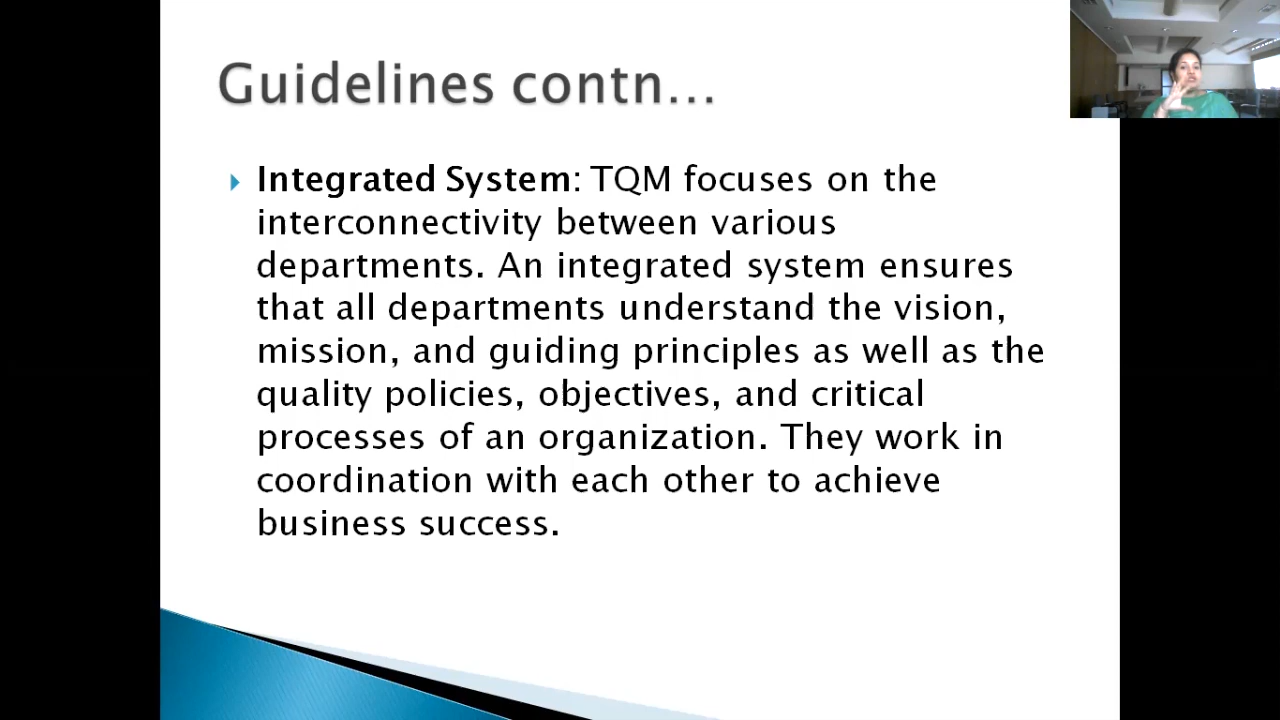 Guidelines contn...
Integrated System: TQM focuses on the
interconnectivity between various
departments. An integrated system ensures
that all departments understand the vision,
mission, and guiding principles as well as the
quality policies, objectives, and critical
processes of an organization. They work in
coordination with each other to achieve
business success.